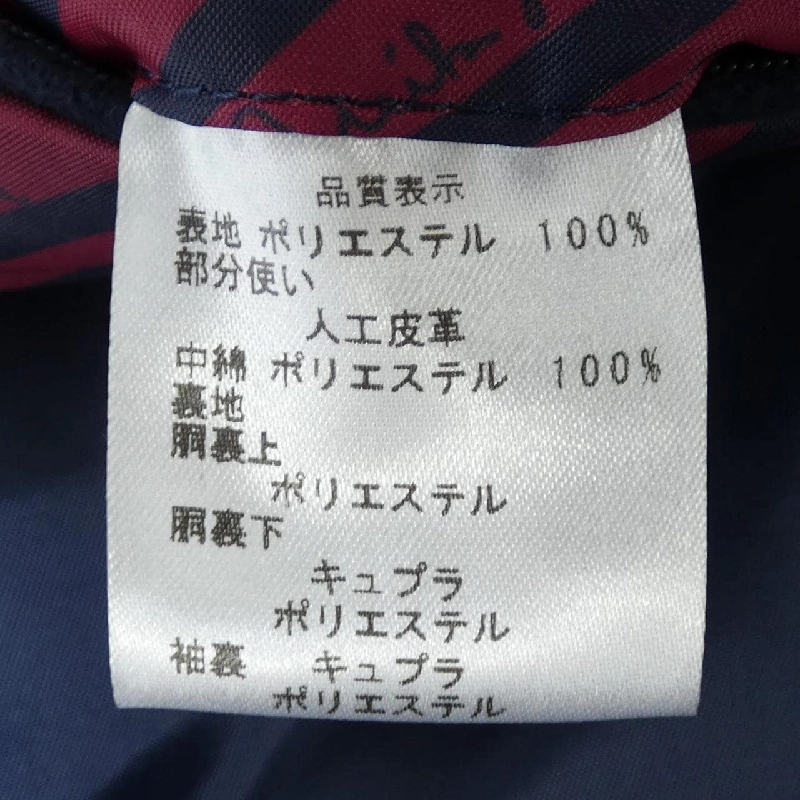 品質表示
表地 ポリエステル 100%
部分使い
人工皮革
中綿 ポリエステル 100%
裏地
胴裏上
ポリエステル
胴裏下
キュプラ
ポリエステル
袖裏 キュプラ
ポリエステル